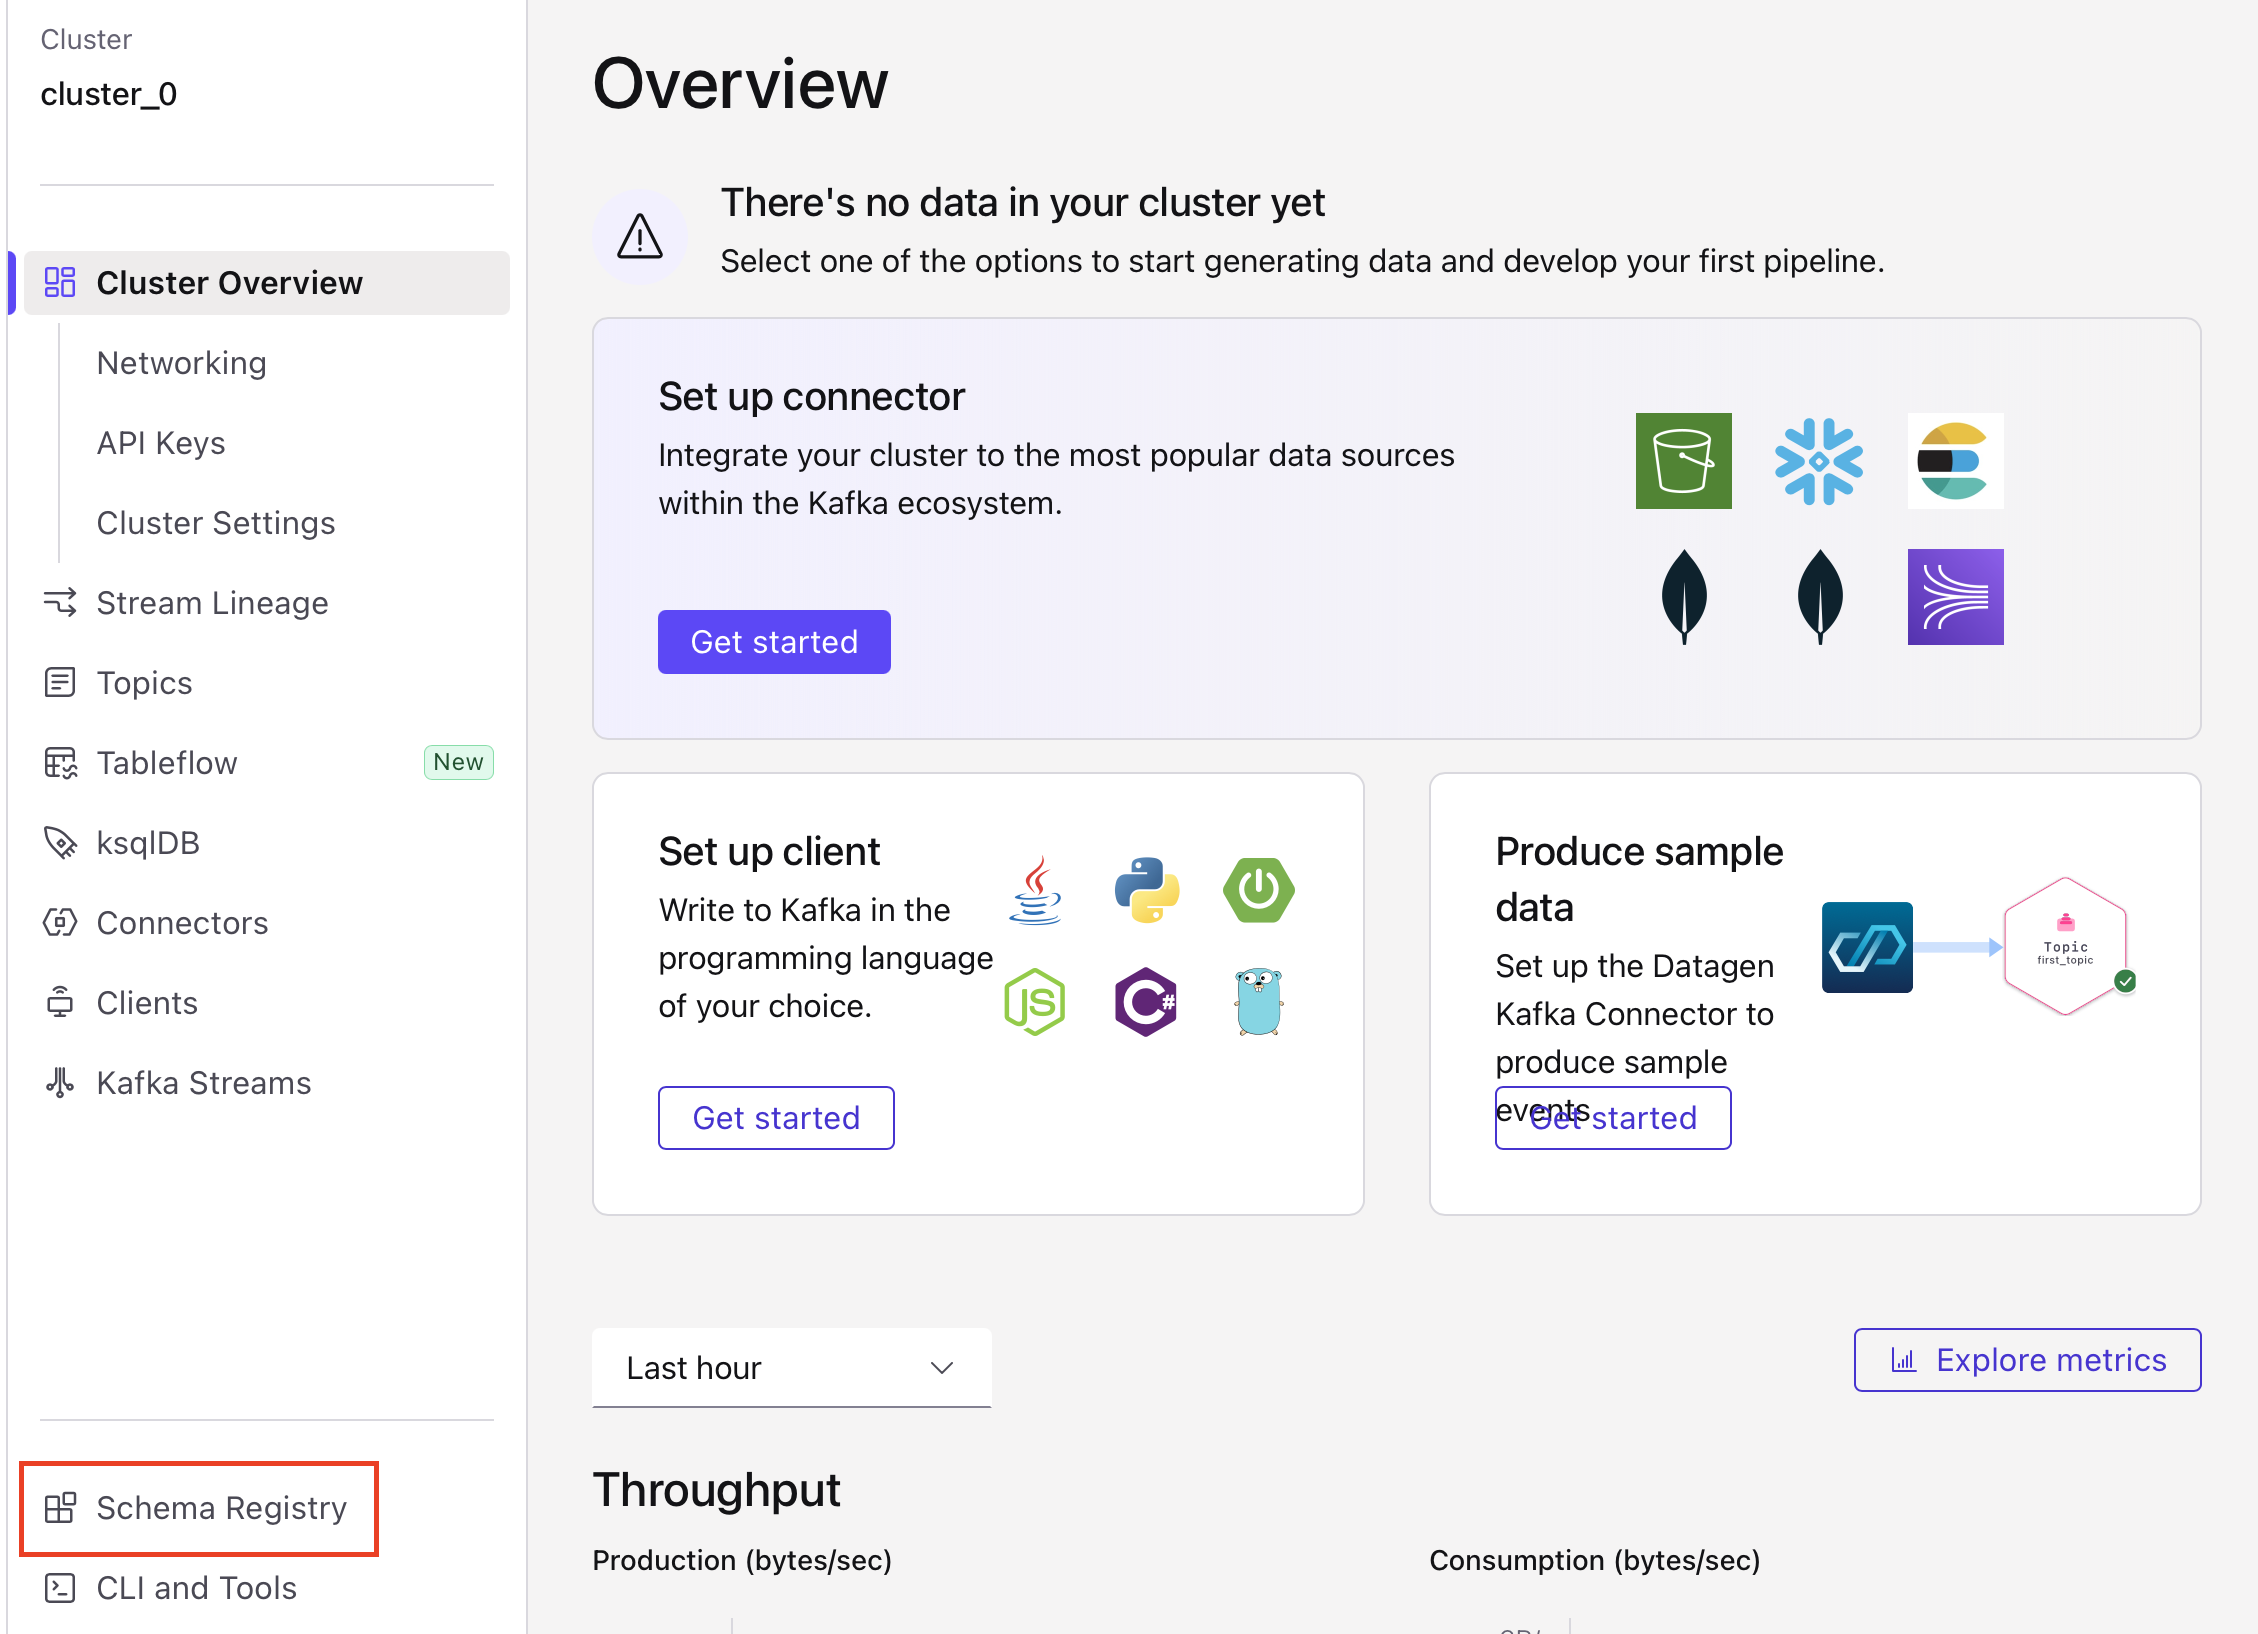 Cluster
cluster_0
Cluster Overview
Networking
API Keys
Cluster Settings
Stream Lineage
Topics
Tableflow
New
ksqlDB
Connectors
Clients
Kafka Streams
Schema Registry
CLI and Tools
Overview
There's no data in your cluster yet
Select one of the options to start generating data and develop your first pipeline.
Set up connector
Integrate your cluster to the most popular data sources
within the Kafka ecosystem.
Get started
Set up client
Write to Kafka in the
programming language
of your choice.
JS
C#
Get started
Produce sample
data
Set up the Datagen
Kafka Connector to
produce sample
events.
Get started
Topic
first_topic
Last hour
Explore metrics
Throughput
Production (bytes/sec)
Consumption (bytes/sec)